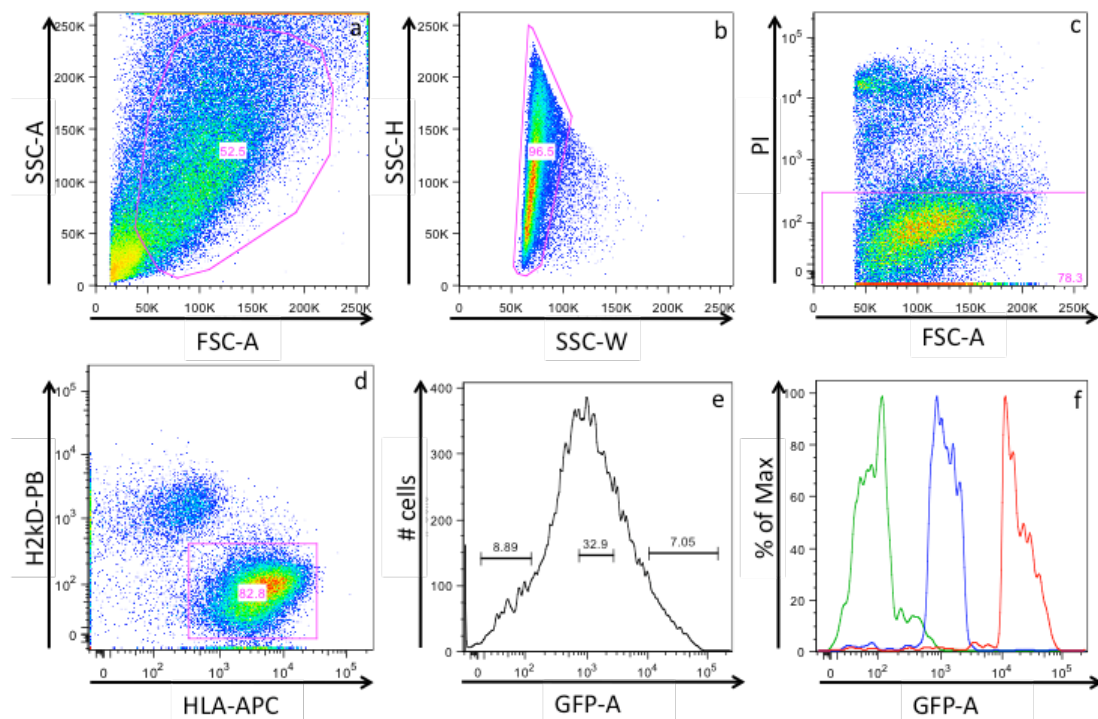 a
250K
200K
150K
100K
50K
0
52.5
0 50K 100K 150K 200K 250K
SSC-A
FSC-A
b
250K
200K
150K
100K
50K
0
96.5
0 50K 100K 150K 200K 250K
SSC-H
SSC-W
c
10^5
10^4
10^3
10^2
0
78.3
0 50K 100K 150K 200K 250K
PI
FSC-A
d
10^5
10^4
10^3
10^2
0
82.8
0 10^2 10^3 10^4 10^5
H2kD-PB
HLA-APC
e
400
300
200
100
0
8.89 32.9 7.05
0 10^2 10^3 10^4 10^5
# cells
GFP-A
f
100
80
60
40
20
0
0 10^2 10^3 10^4 10^5
% of Max
GFP-A